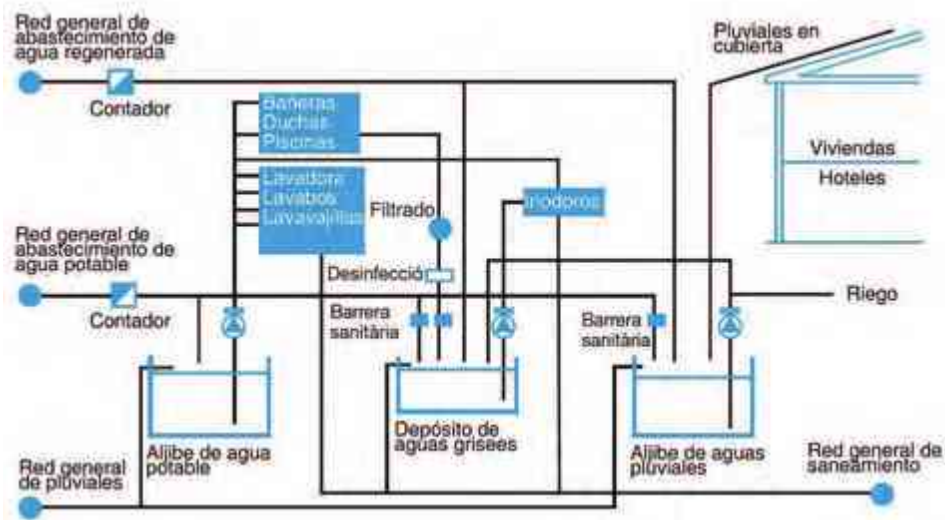 Red general de
abastecimiento de
agua regenerada
Contador
Pluviales en
cubierta
Bañeras
Duchas
Piscinas
Viviendas
Hoteles
Lavadora
Lavabos
Lavavajillas
Filtrado
Inodoros
Red general de
abastecimiento de
agua potable
Contador
Desinfecció
Barrera
sanitària
Barrera
sanitària
Riego
Aljibe de agua
potable
Depósito de
aguas grisees
Aljibe de aguas
pluviales
Red general
de pluviales
Red general de
saneamiento